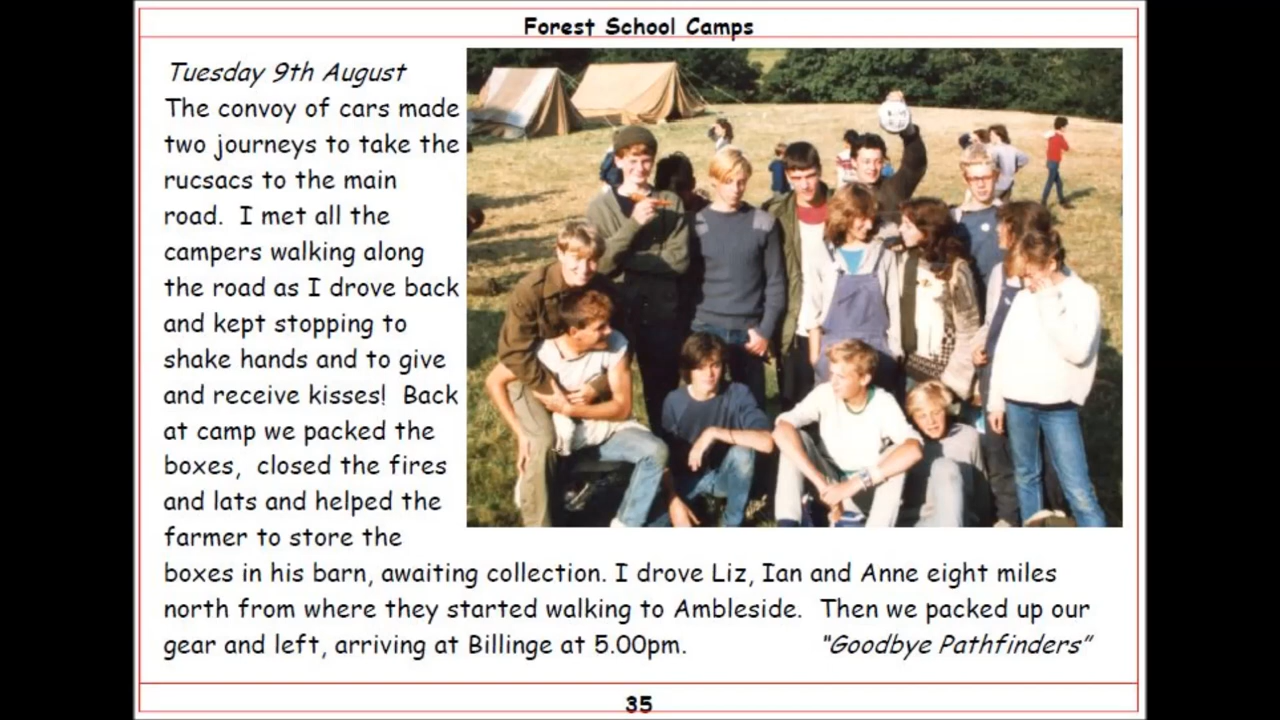 Forest School Camps
Tuesday 9th August
The convoy of cars made
two journeys to take the
rucsacs to the main
road.  I met all the
campers walking along
the road as I drove back
and kept stopping to
shake hands and to give
and receive kisses!  Back
at camp we packed the
boxes,  closed the fires
and lats and helped the
farmer to store the
boxes in his barn, awaiting collection. I drove Liz, Ian and Anne eight miles
north from where they started walking to Ambleside.  Then we packed up our
gear and left, arriving at Billinge at 5.00pm.
"Goodbye Pathfinders"
35